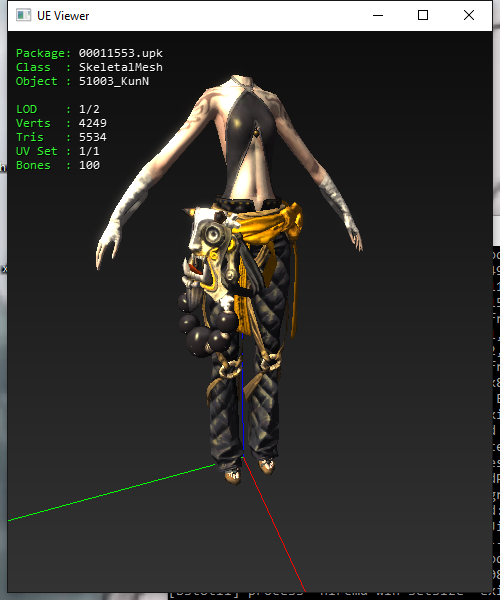 UE Viewer
Package: 00011553.upk
Class  : SkeletalMesh
Object : 51003_KunN
LOD    : 1/2
Verts  : 4249
Tris   : 5534
UV Set : 1/1
Bones  : 100